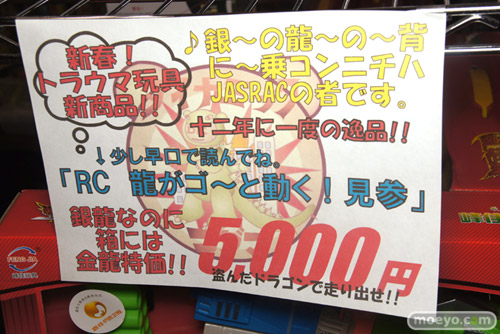 新春！
トラウマ玩具
新商品!!
♪銀〜の龍〜の〜背
に〜乗コンニチハ
JASRACの者です。
十二年に一度の逸品!!
↓少し早口で読んでね。
「RC 龍がゴ〜と動く！見参」
銀龍なのに
箱には
金龍特価!!
5,000円
盗んだドラゴンで走り出せ!!
FENG JIA
moeyo.com